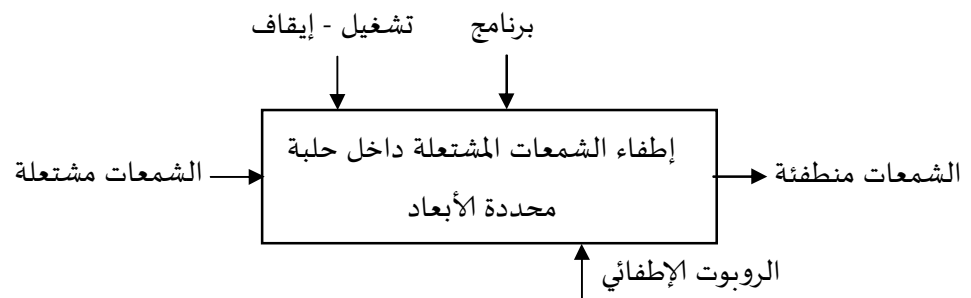 برنامج
تشغيل - إيقاف
إطفاء الشمعات المشتعلة داخل حلبة
محددة الأبعاد
الشمعات مشتعلة
الشمعات منطفئة
الروبوت الإطفائي